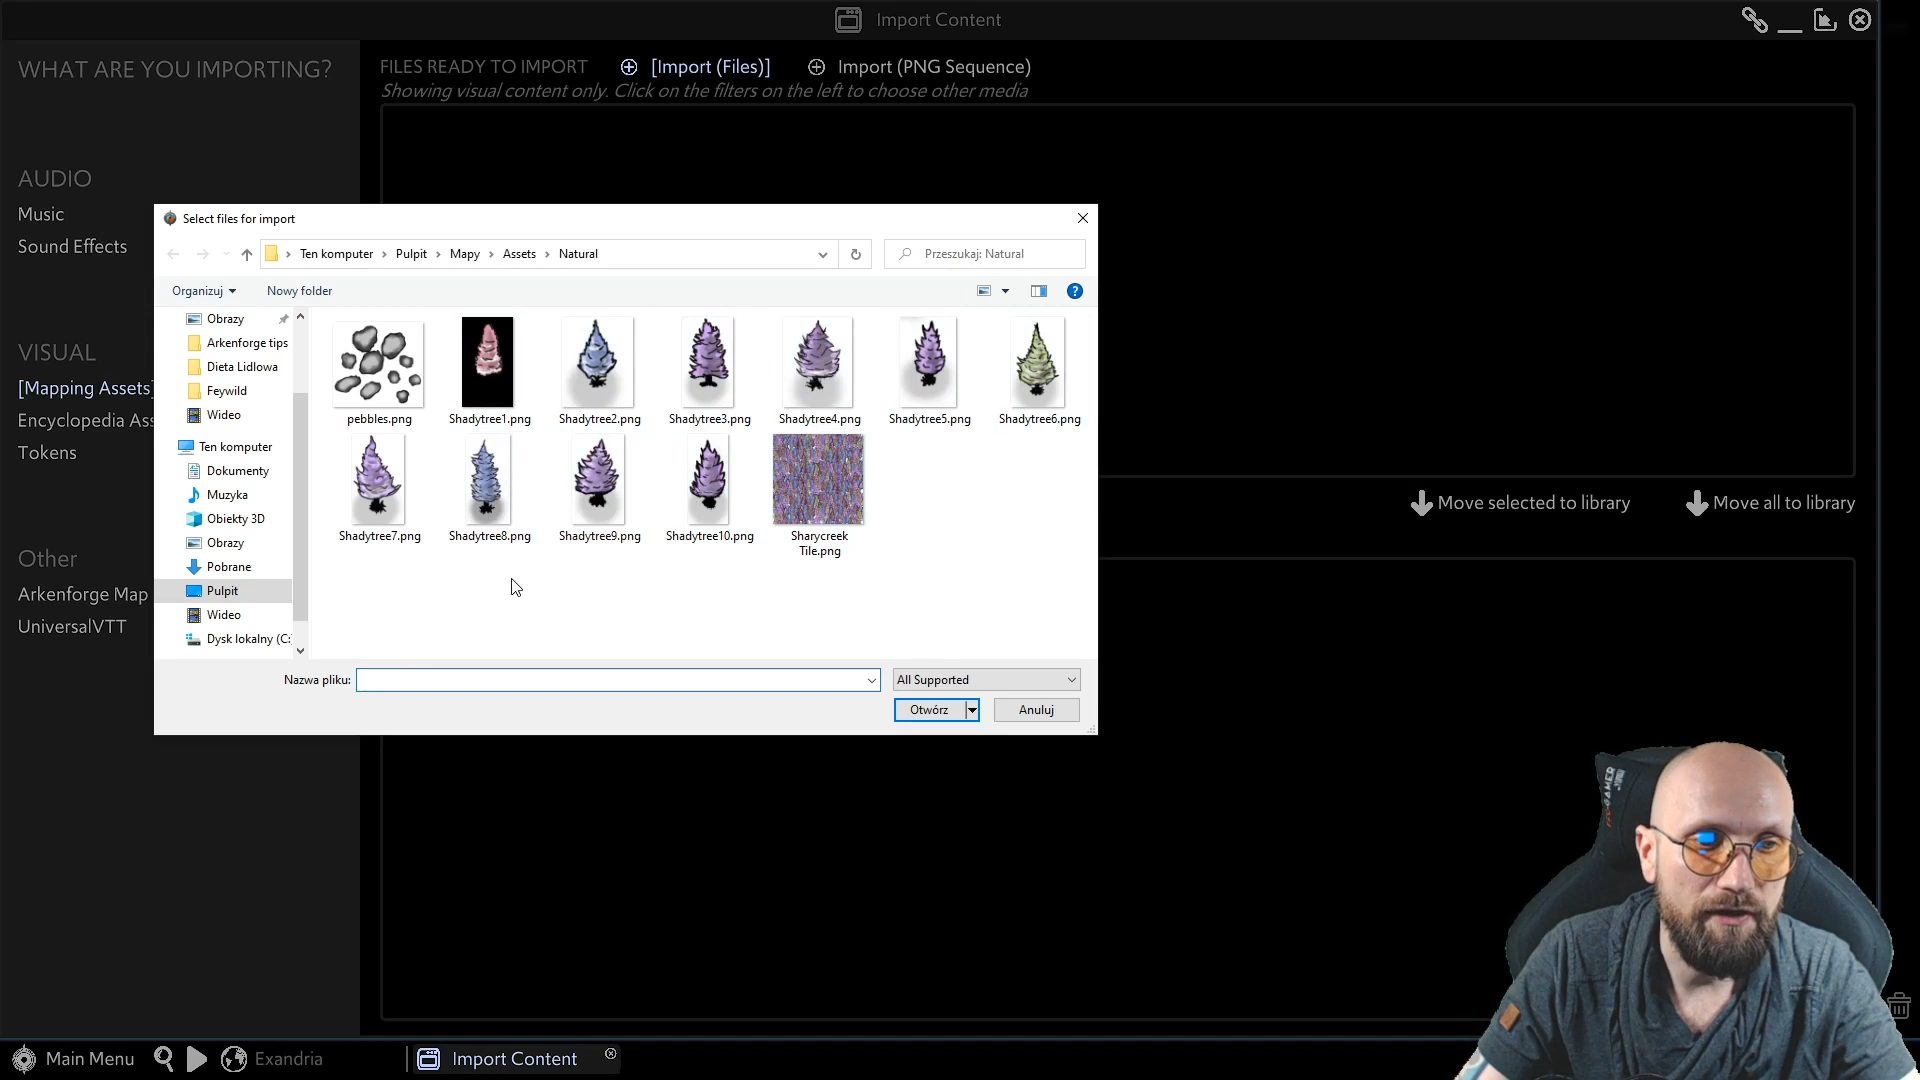 Import Content
WHAT ARE YOU IMPORTING?
FILES READY TO IMPORT
[Import (Files)]
Import (PNG Sequence)
Showing visual content only. Click on the filters on the left to choose other media
AUDIO
Music
Sound Effects
VISUAL
[Mapping Assets]
Encyclopedia Ass
Tokens
Other
Arkenforge Map
UniversalVTT
Select files for import
Ten komputer
Pulpit
Mapy
Assets
Natural
Przeszukaj: Natural
Organizuj
Nowy folder
Obrazy
Arkenforge tips
Dieta Lidlowa
Feywild
Wideo
Ten komputer
Dokumenty
Muzyka
Obiekty 3D
Obrazy
Pobrane
Pulpit
Wideo
Dysk lokalny (C:
pebbles.png
Shadytree1.png
Shadytree2.png
Shadytree3.png
Shadytree4.png
Shadytree5.png
Shadytree6.png
Shadytree7.png
Shadytree8.png
Shadytree9.png
Shadytree10.png
Sharycreek
Tile.png
Nazwa pliku:
All Supported
Otwórz
Anuluj
Move selected to library
Move all to library
Main Menu
Exandria
Import Content